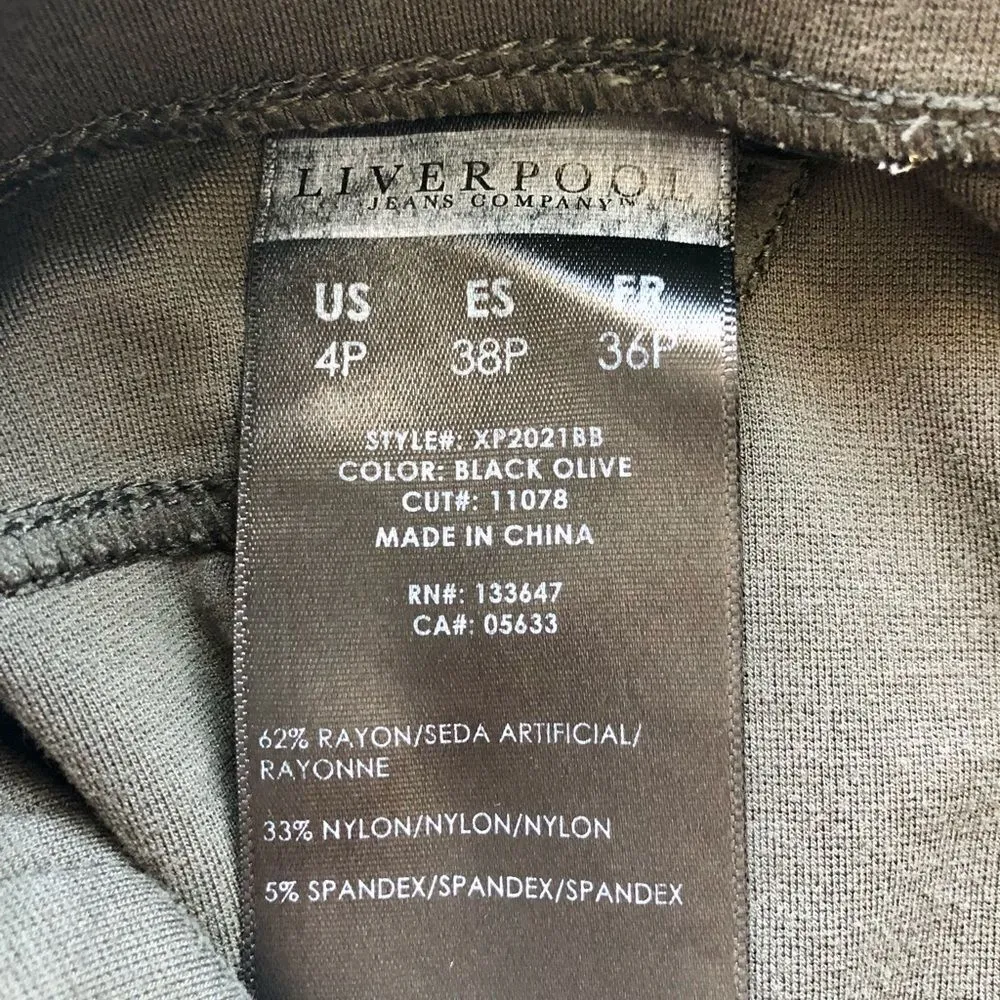 LIVERPOOL
JEANS COMPANY
US ES FR
4P 38P 36P
STYLE#: XP2021BB
COLOR: BLACK OLIVE
CUT#: 11078
MADE IN CHINA
RN#: 133647
CA#: 05633
62% RAYON/SEDA ARTIFICIAL/
RAYONNE
33% NYLON/NYLON/NYLON
5% SPANDEX/SPANDEX/SPANDEX